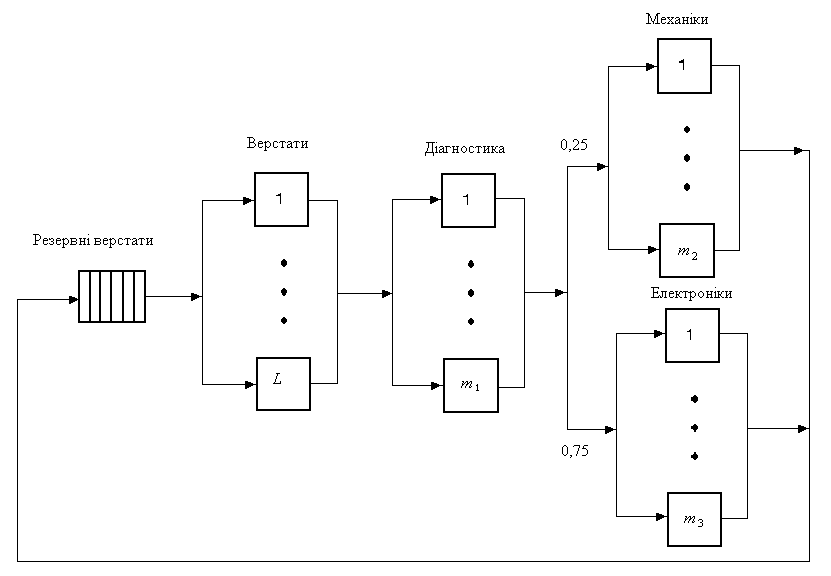 Механіки
1
0,25
Верстати
Діагностика
1
1
Резервні верстати
m₂
Електроніки
1
L
m₁
0,75
m₃